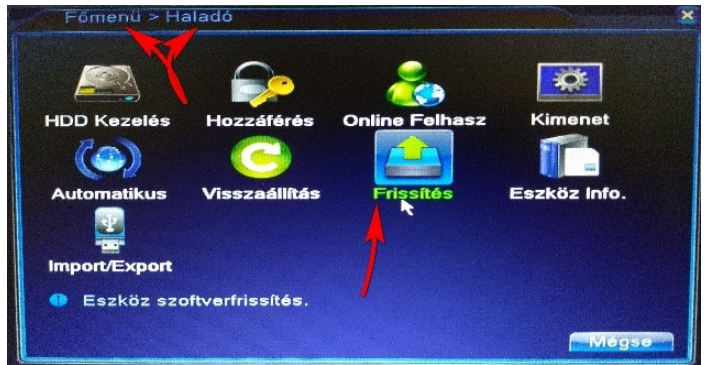 Főmenü > Haladó
HDD Kezelés Hozzáférés Online Felhasz Kimenet
Automatikus Visszaállítás Frissítés Eszköz Info.
Import/Export
Eszköz szoftverfrissítés.
Mégse